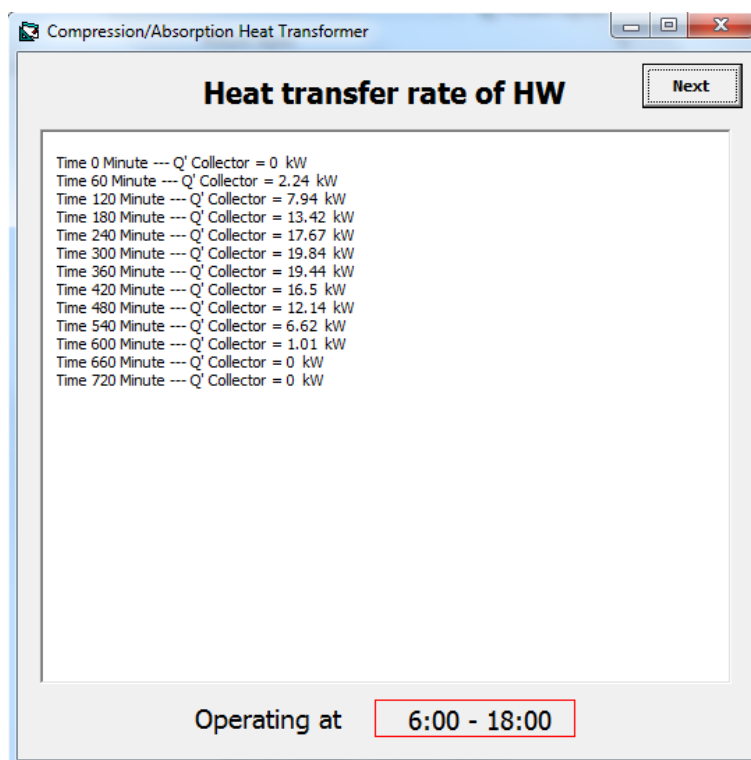 Compression/Absorption Heat Transformer
Heat transfer rate of HW
Next
Time 0 Minute --- Q' Collector = 0 kW
Time 60 Minute --- Q' Collector = 2.24 kW
Time 120 Minute --- Q' Collector = 7.94 kW
Time 180 Minute --- Q' Collector = 13.42 kW
Time 240 Minute --- Q' Collector = 17.67 kW
Time 300 Minute --- Q' Collector = 19.84 kW
Time 360 Minute --- Q' Collector = 19.44 kW
Time 420 Minute --- Q' Collector = 16.5 kW
Time 480 Minute --- Q' Collector = 12.14 kW
Time 540 Minute --- Q' Collector = 6.62 kW
Time 600 Minute --- Q' Collector = 1.01 kW
Time 660 Minute --- Q' Collector = 0 kW
Time 720 Minute --- Q' Collector = 0 kW
Operating at 6:00 - 18:00